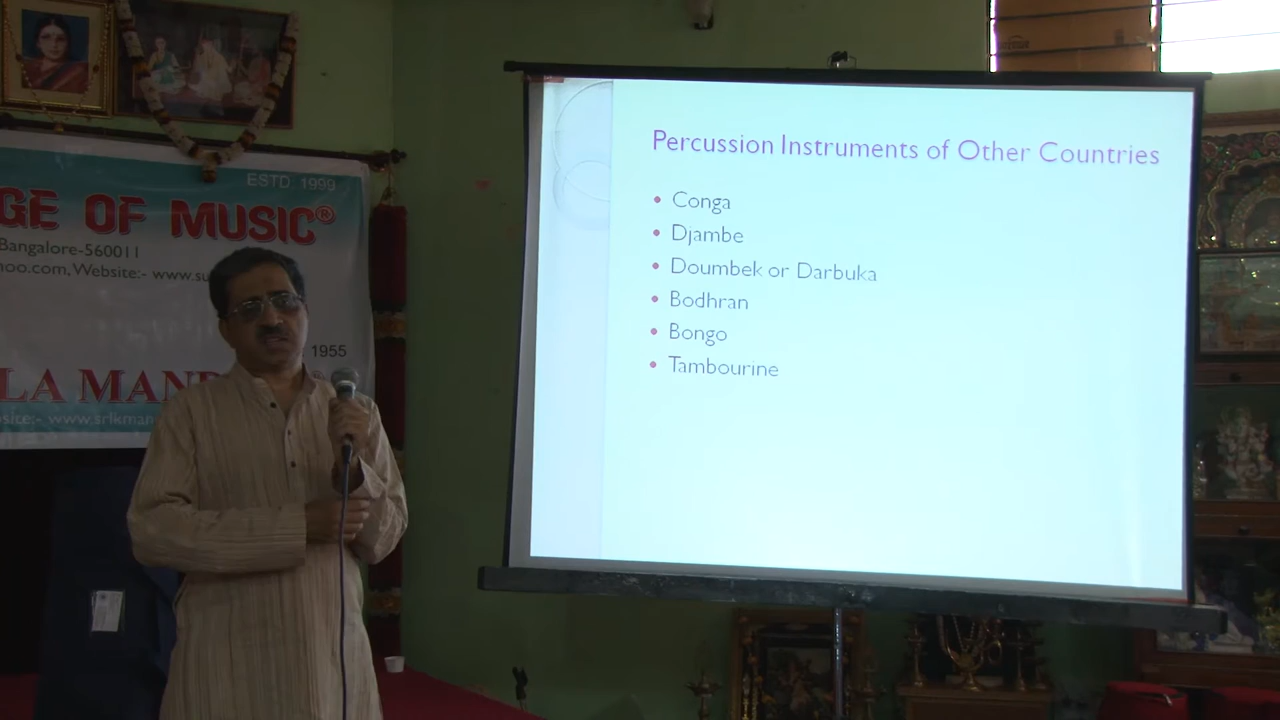 ESTD: 1999
GE OF MUSIC®
Bangalore-560011
hoo.com, Website:- www.su
1955
LA MAN
site:- www.srlkman
Percussion Instruments of Other Countries
• Conga
• Djambe
• Doumbek or Darbuka
• Bodhran
• Bongo
• Tambourine